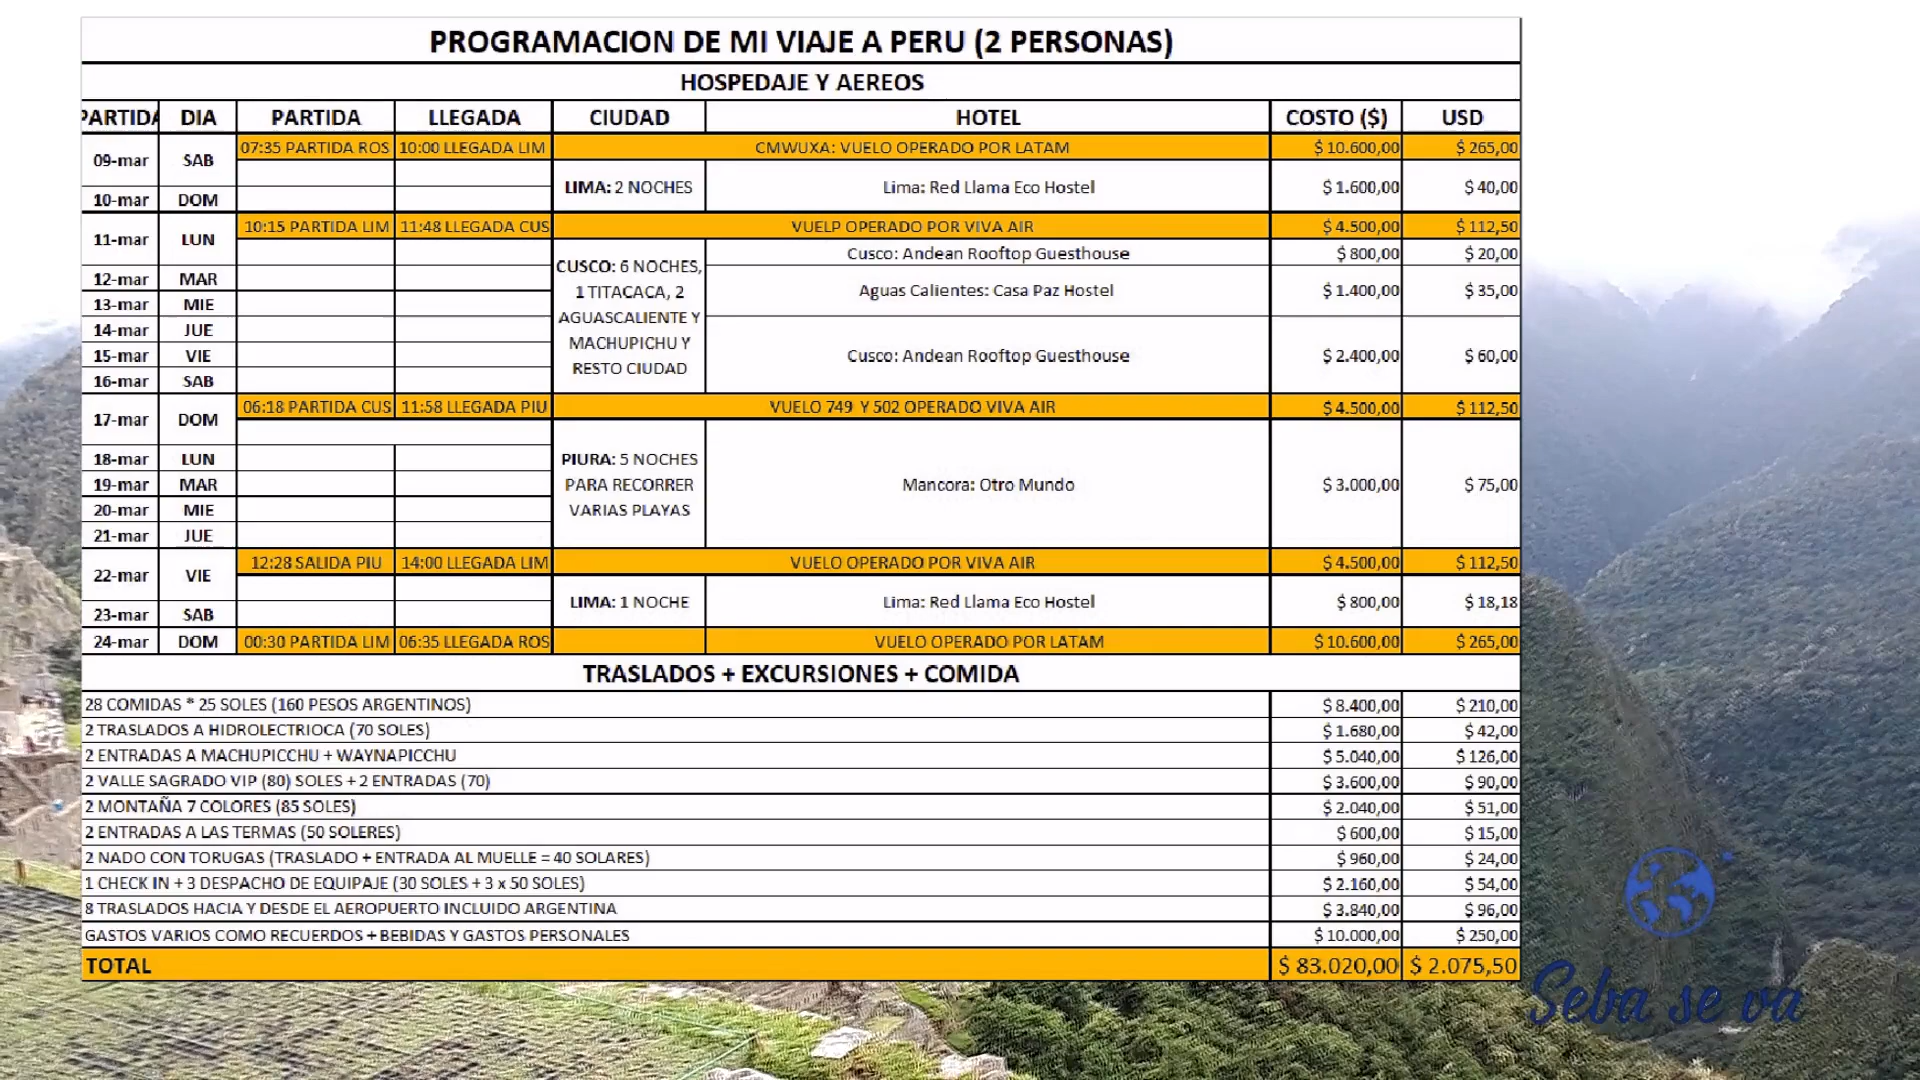 PROGRAMACION DE MI VIAJE A PERU (2 PERSONAS)
HOSPEDAJE Y AEREOS
PARTIDA DIA PARTIDA LLEGADA CIUDAD HOTEL COSTO ($) USD
09-mar SAB 07:35 PARTIDA ROS 10:00 LLEGADA LIM CMWUXA: VUELO OPERADO POR LATAM $ 10.600,00 $ 265,00
LIMA: 2 NOCHES Lima: Red Llama Eco Hostel $ 1.600,00 $ 40,00
10-mar DOM
11-mar LUN 10:15 PARTIDA LIM 11:48 LLEGADA CUS VUELP OPERADO POR VIVA AIR $ 4.500,00 $ 112,50
Cusco: Andean Rooftop Guesthouse $ 800,00 $ 20,00
CUSCO: 6 NOCHES,
1 TITACACA, 2
AGUASCALIENTE Y
MACHUPICHU Y
RESTO CIUDAD
12-mar MAR
Aguas Calientes: Casa Paz Hostel $ 1.400,00 $ 35,00
13-mar MIE
14-mar JUE
15-mar VIE Cusco: Andean Rooftop Guesthouse $ 2.400,00 $ 60,00
16-mar SAB
17-mar DOM 06:18 PARTIDA CUS 11:58 LLEGADA PIU VUELO 749 Y 502 OPERADO VIVA AIR $ 4.500,00 $ 112,50
18-mar LUN PIURA: 5 NOCHES
19-mar MAR PARA RECORRER Mancora: Otro Mundo $ 3.000,00 $ 75,00
20-mar MIE VARIAS PLAYAS
21-mar JUE
22-mar VIE 12:28 SALIDA PIU 14:00 LLEGADA LIM VUELO OPERADO POR VIVA AIR $ 4.500,00 $ 112,50
LIMA: 1 NOCHE Lima: Red Llama Eco Hostel $ 800,00 $ 18,18
23-mar SAB
24-mar DOM 00:30 PARTIDA LIM 06:35 LLEGADA ROS VUELO OPERADO POR LATAM $ 10.600,00 $ 265,00
TRASLADOS + EXCURSIONES + COMIDA
28 COMIDAS * 25 SOLES (160 PESOS ARGENTINOS) $ 8.400,00 $ 210,00
2 TRASLADOS A HIDROLECTRIOCA (70 SOLES) $ 1.680,00 $ 42,00
2 ENTRADAS A MACHUPICCHU + WAYNAPICCHU $ 5.040,00 $ 126,00
2 VALLE SAGRADO VIP (80) SOLES + 2 ENTRADAS (70) $ 3.600,00 $ 90,00
2 MONTAÑA 7 COLORES (85 SOLES) $ 2.040,00 $ 51,00
2 ENTRADAS A LAS TERMAS (50 SOLERES) $ 600,00 $ 15,00
2 NADO CON TORUGAS (TRASLADO + ENTRADA AL MUELLE = 40 SOLARES) $ 960,00 $ 24,00
1 CHECK IN + 3 DESPACHO DE EQUIPAJE (30 SOLES + 3 x 50 SOLES) $ 2.160,00 $ 54,00
8 TRASLADOS HACIA Y DESDE EL AEROPUERTO INCLUIDO ARGENTINA $ 3.840,00 $ 96,00
GASTOS VARIOS COMO RECUERDOS + BEBIDAS Y GASTOS PERSONALES $ 10.000,00 $ 250,00
TOTAL $ 83.020,00 $ 2.075,50
Seba se va